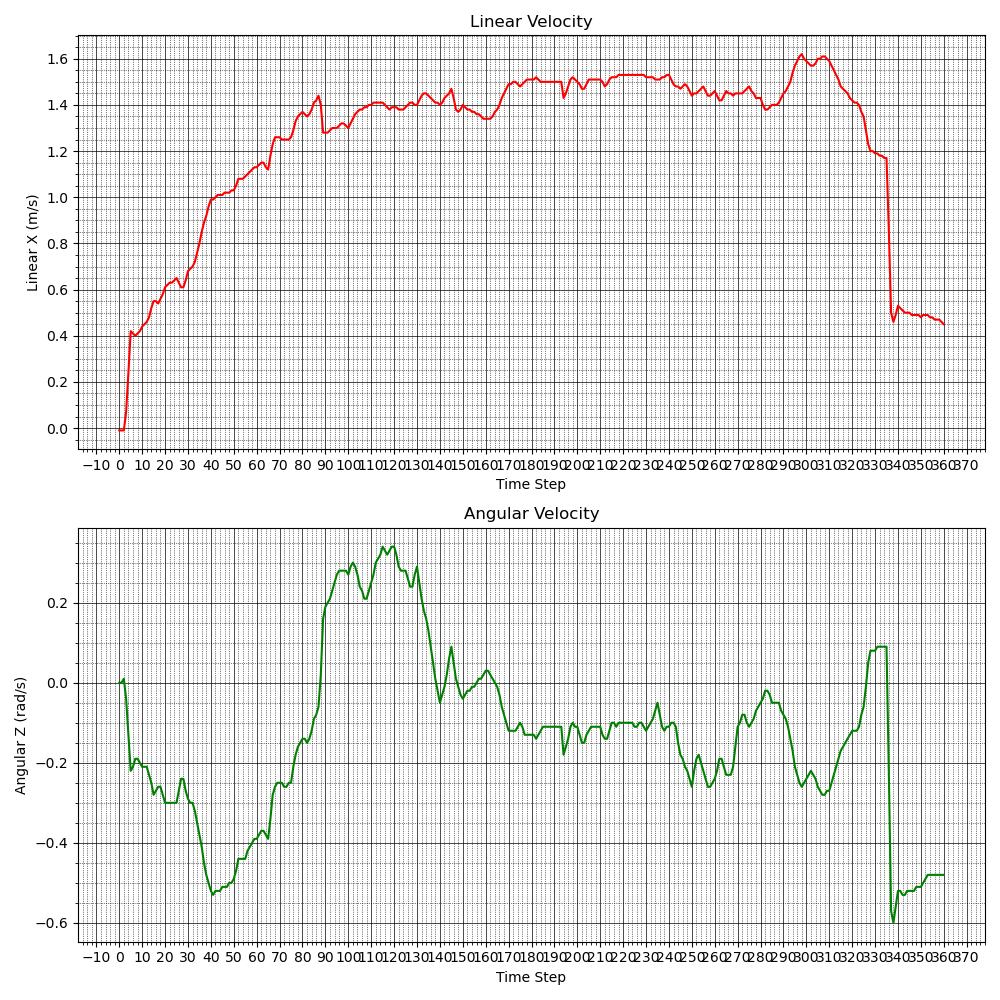 Linear Velocity
1.6
1.4
1.2
1.0
0.8
0.6
0.4
0.2
0.0
Linear X (m/s)
−10 0 10 20 30 40 50 60 70 80 90 100 110 120 130 140 150 160 170 180 190 200 210 220 230 240 250 260 270 280 290 300 310 320 330 340 350 360 370
Time Step
Angular Velocity
0.2
0.0
−0.2
−0.4
−0.6
Angular Z (rad/s)
−10 0 10 20 30 40 50 60 70 80 90 100 110 120 130 140 150 160 170 180 190 200 210 220 230 240 250 260 270 280 290 300 310 320 330 340 350 360 370
Time Step